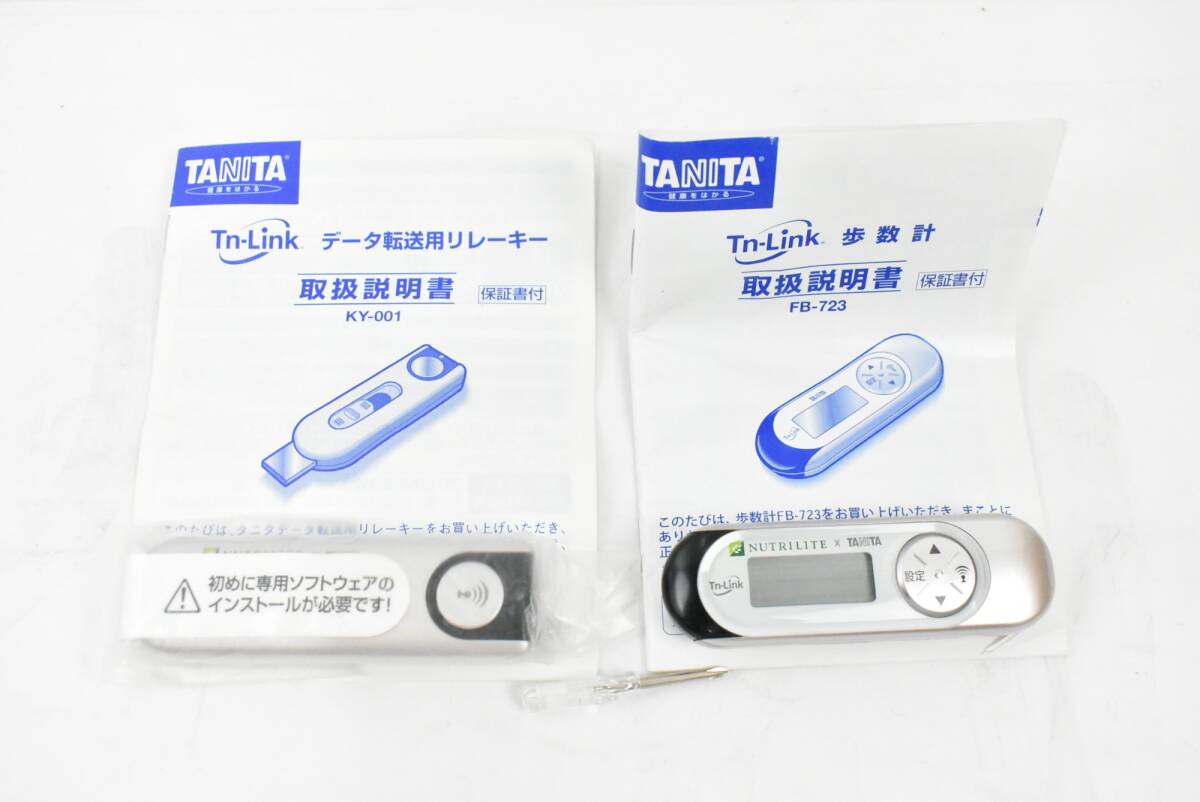 TANITA®
健康をはかる
Tn-Link™ データ転送用リレーキー
取扱説明書 保証書付
KY-001
このたびは、タニタデータ転送用リレーキーをお買い上げいただき、
NUTRILITE
初めに専用ソフトウェアの
インストールが必要です!
TANITA®
健康をはかる
Tn-Link™ 歩数計
取扱説明書 保証書付
FB-723
このたびは、歩数計FB-723をお買い上げいただき、まことに
あり
正
NUTRILITE × TANITA
Tn-Link
設定